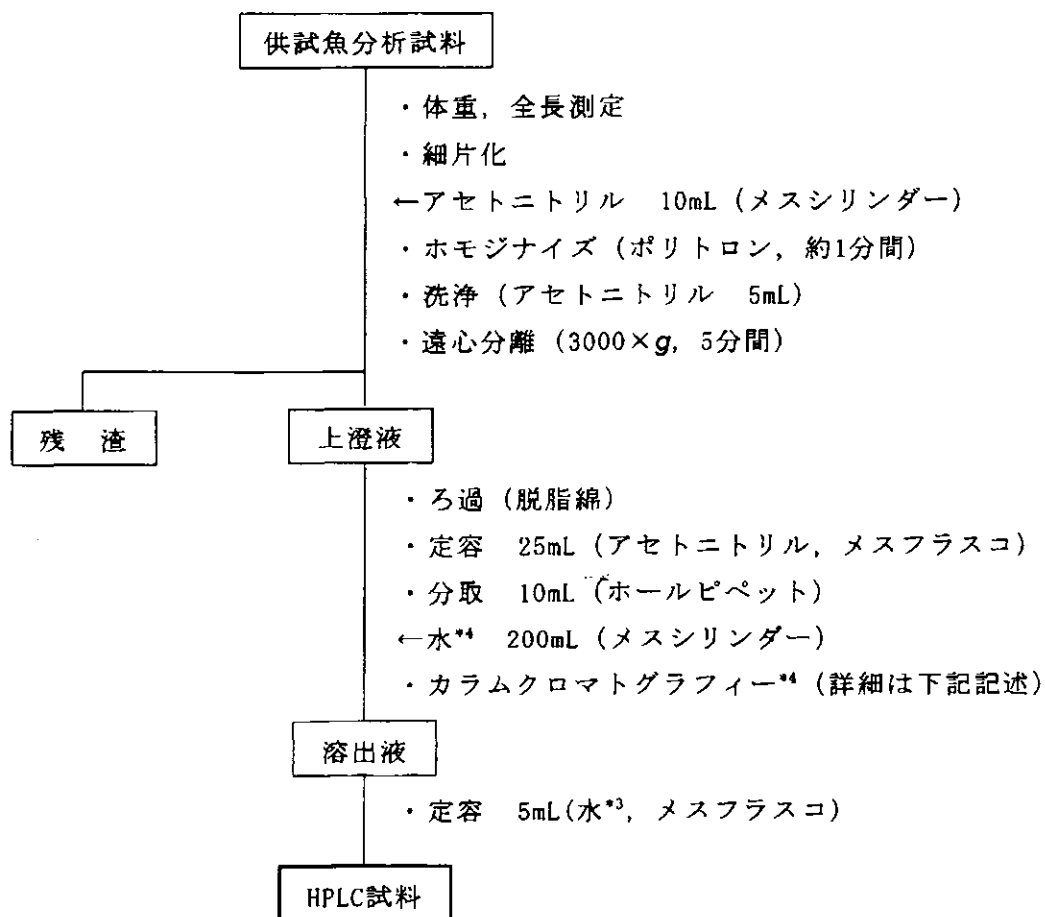 供試魚分析試料
・体重, 全長測定
・細片化
←アセトニトリル 10mL (メスシリンダー)
・ホモジナイズ (ポリトロン, 約1分間)
・洗浄 (アセトニトリル 5mL)
・遠心分離 (3000×g, 5分間)
残 渣
上澄液
・ろ過 (脱脂綿)
・定容 25mL (アセトニトリル, メスフラスコ)
・分取 10mL (ホールピペット)
←水*4 200mL (メスシリンダー)
・カラムクロマトグラフィー*4 (詳細は下記記述)
溶出液
・定容 5mL(水*3, メスフラスコ)
HPLC試料